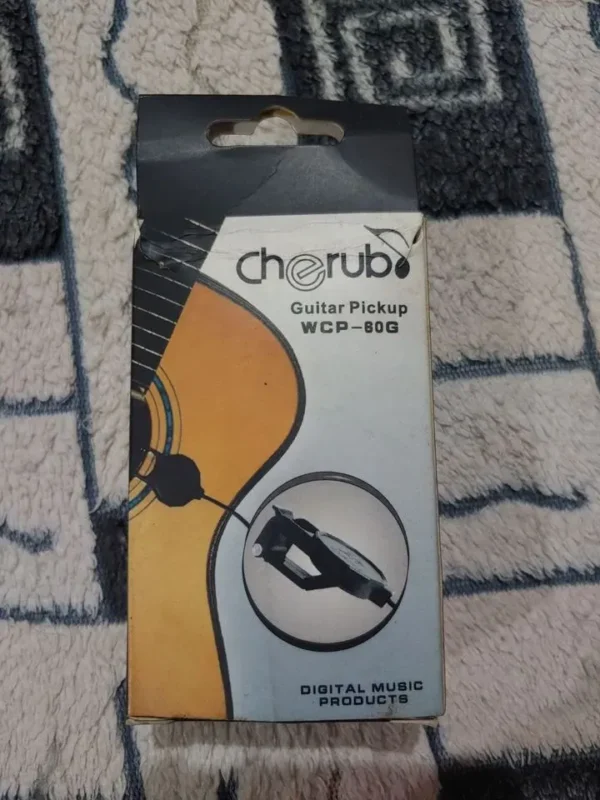 cherub
Guitar Pickup
WCP-60G
DIGITAL MUSIC
PRODUCTS